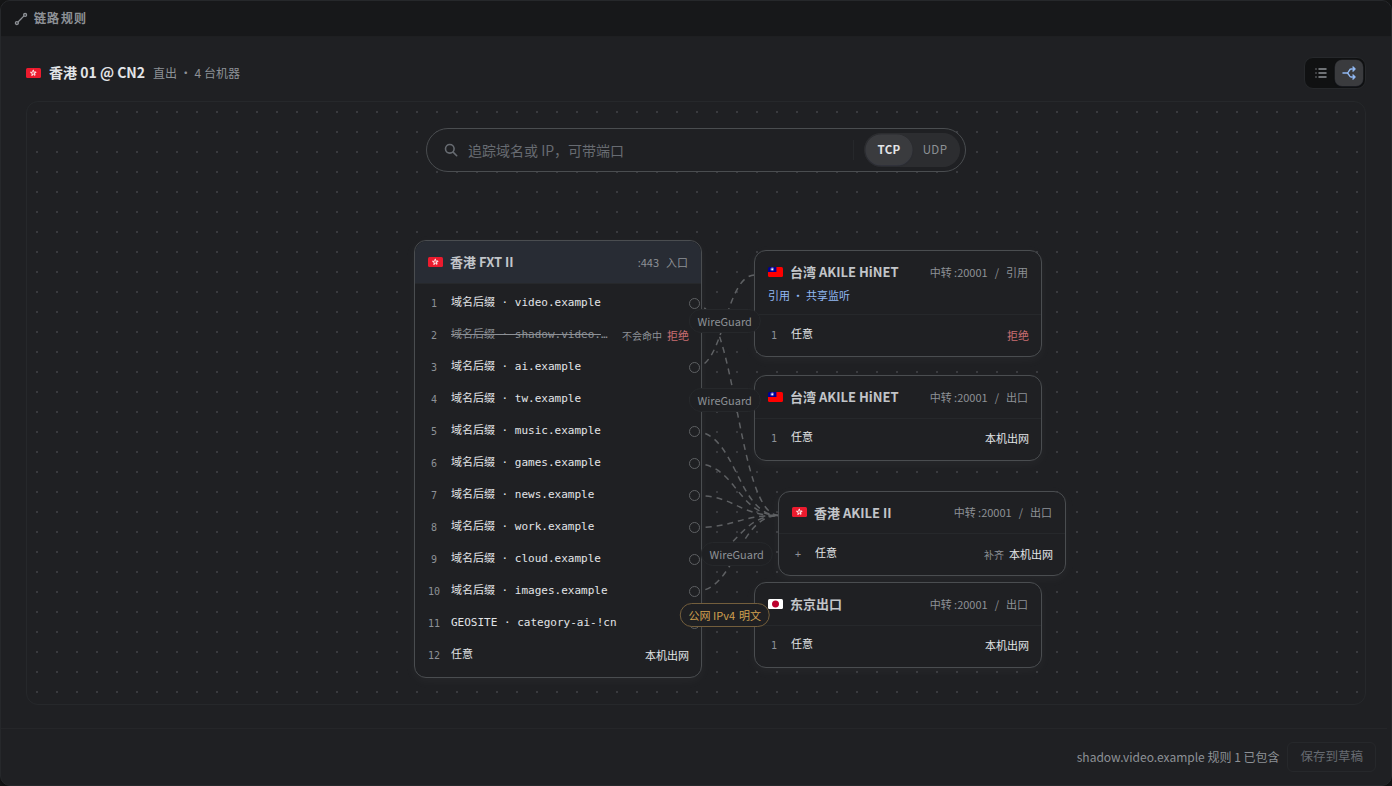 链路规则
香港 01 @ CN2 直出 · 4 台机器
追踪域名或 IP，可带端口 TCP UDP
香港 FXT II :443 入口
1 域名后缀 · video.example
2 域名后缀 · shadow.video.… 不会命中 拒绝
3 域名后缀 · ai.example
4 域名后缀 · tw.example
5 域名后缀 · music.example
6 域名后缀 · games.example
7 域名后缀 · news.example
8 域名后缀 · work.example
9 域名后缀 · cloud.example
10 域名后缀 · images.example
11 GEOSITE · category-ai-!cn
12 任意 本机出网
WireGuard
WireGuard
WireGuard
公网 IPv4 明文
台湾 AKILE HiNET 中转 :20001 / 引用
引用 · 共享监听
1 任意 拒绝
台湾 AKILE HiNET 中转 :20001 / 出口
1 任意 本机出网
香港 AKILE II 中转 :20001 / 出口
+ 任意 补齐 本机出网
东京出口 中转 :20001 / 出口
1 任意 本机出网
shadow.video.example 规则 1 已包含 保存到草稿